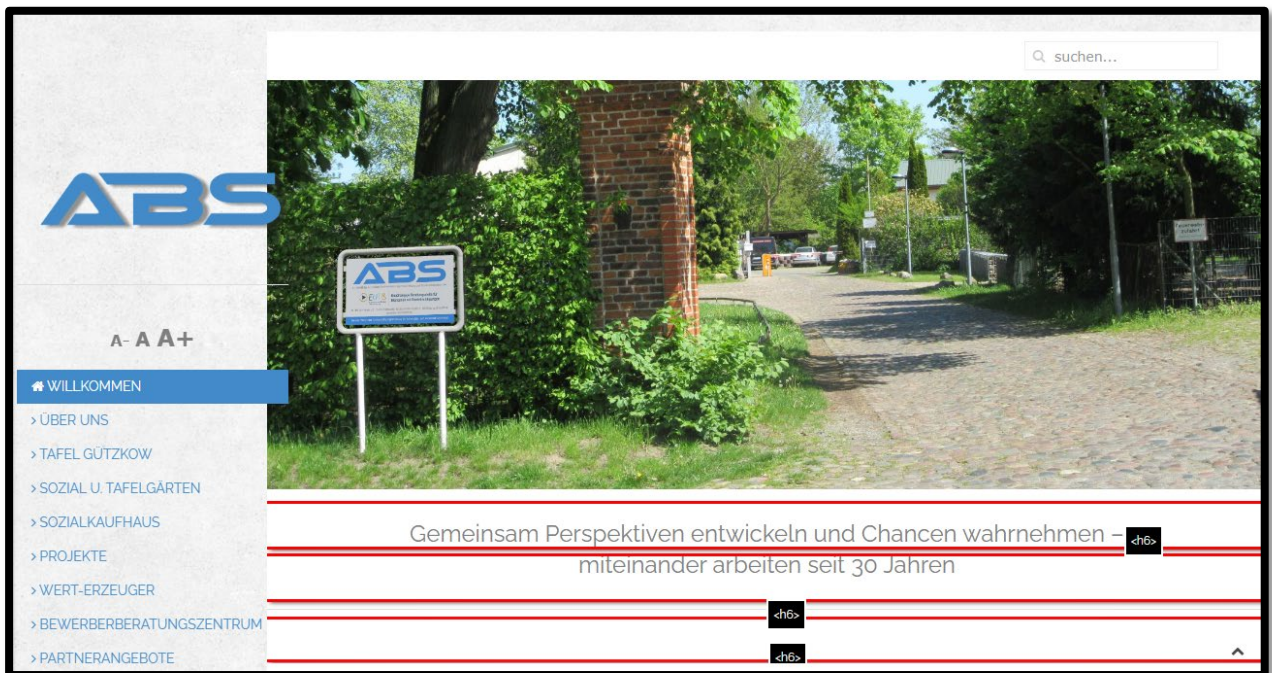 suchen...
ABS
ABS
A- A A+
WILLKOMMEN
> ÜBER UNS
> TAFEL GÜTZKOW
> SOZIAL U. TAFELGÄRTEN
> SOZIALKAUFHAUS
> PROJEKTE
> WERT-ERZEUGER
> BEWERBERBERATUNGSZENTRUM
> PARTNERANGEBOTE
Gemeinsam Perspektiven entwickeln und Chancen wahrnehmen – <h6>
miteinander arbeiten seit 30 Jahren
<h6>
<h6>